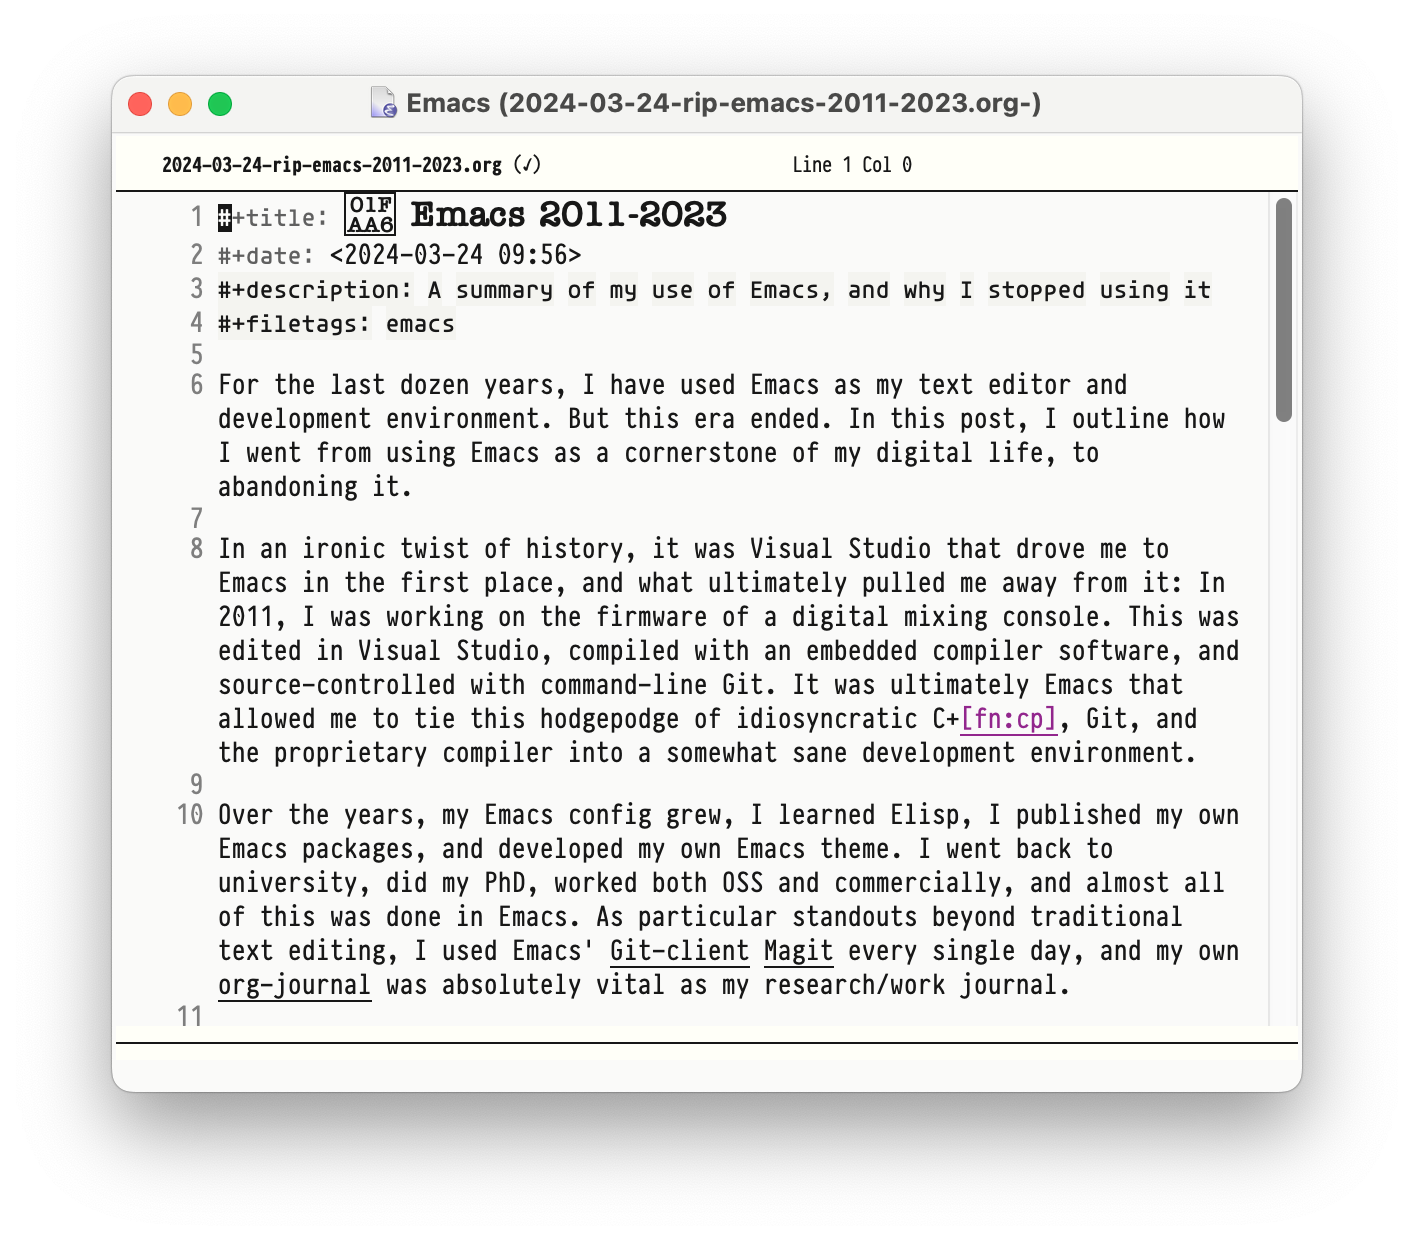 Emacs (2024-03-24-rip-emacs-2011-2023.org-)
2024-03-24-rip-emacs-2011-2023.org (✓) Line 1 Col 0
1 #+title: 01FAA6 Emacs 2011-2023
2 #+date: <2024-03-24 09:56>
3 #+description: A summary of my use of Emacs, and why I stopped using it
4 #+filetags: emacs
5
6 For the last dozen years, I have used Emacs as my text editor and
development environment. But this era ended. In this post, I outline how
I went from using Emacs as a cornerstone of my digital life, to
abandoning it.
7
8 In an ironic twist of history, it was Visual Studio that drove me to
Emacs in the first place, and what ultimately pulled me away from it: In
2011, I was working on the firmware of a digital mixing console. This was
edited in Visual Studio, compiled with an embedded compiler software, and
source-controlled with command-line Git. It was ultimately Emacs that
allowed me to tie this hodgepodge of idiosyncratic C+[fn:cp], Git, and
the proprietary compiler into a somewhat sane development environment.
9
10 Over the years, my Emacs config grew, I learned Elisp, I published my own
Emacs packages, and developed my own Emacs theme. I went back to
university, did my PhD, worked both OSS and commercially, and almost all
of this was done in Emacs. As particular standouts beyond traditional
text editing, I used Emacs' Git-client Magit every single day, and my own
org-journal was absolutely vital as my research/work journal.
11